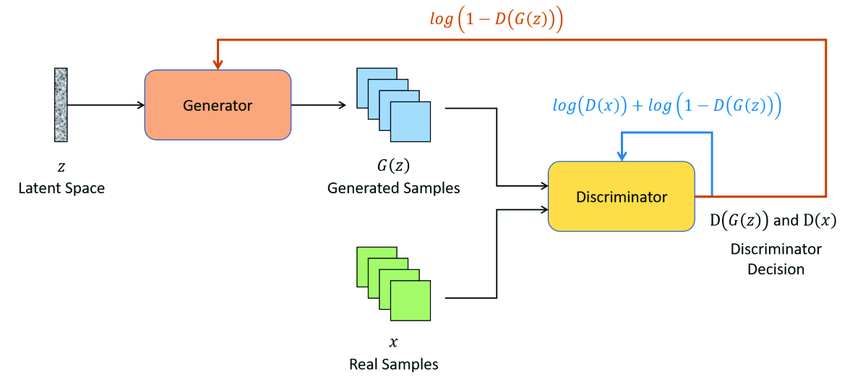 log(1 − D(G(z)))
Generator
z
Latent Space
G(z)
Generated Samples
log(D(x)) + log(1 − D(G(z)))
Discriminator
D(G(z)) and D(x)
Discriminator
Decision
x
Real Samples